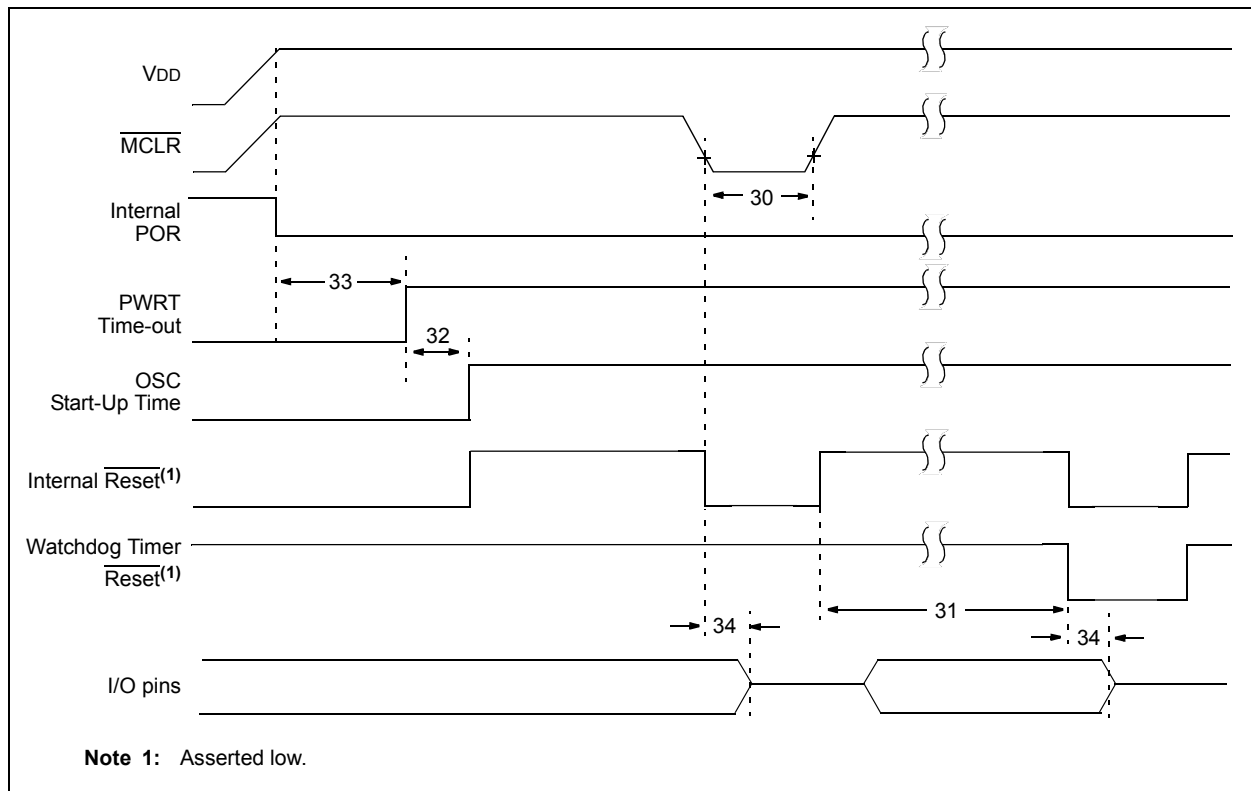 VDD
MCLR
30
Internal
POR
33
PWRT
Time-out
32
OSC
Start-Up Time
Internal Reset(1)
Watchdog Timer
Reset(1)
31
34
34
I/O pins
Note 1: Asserted low.